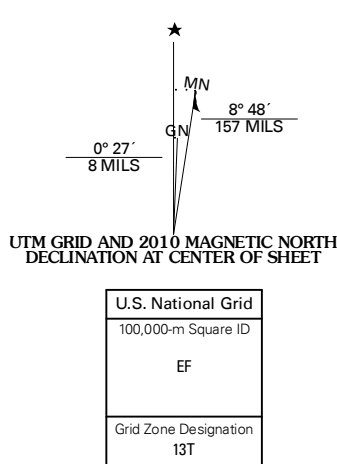 ★
MN
8° 48´
157 MILS
GN
0° 27´
8 MILS
UTM GRID AND 2010 MAGNETIC NORTH
DECLINATION AT CENTER OF SHEET
U.S. National Grid
100,000-m Square ID
EF
Grid Zone Designation
13T